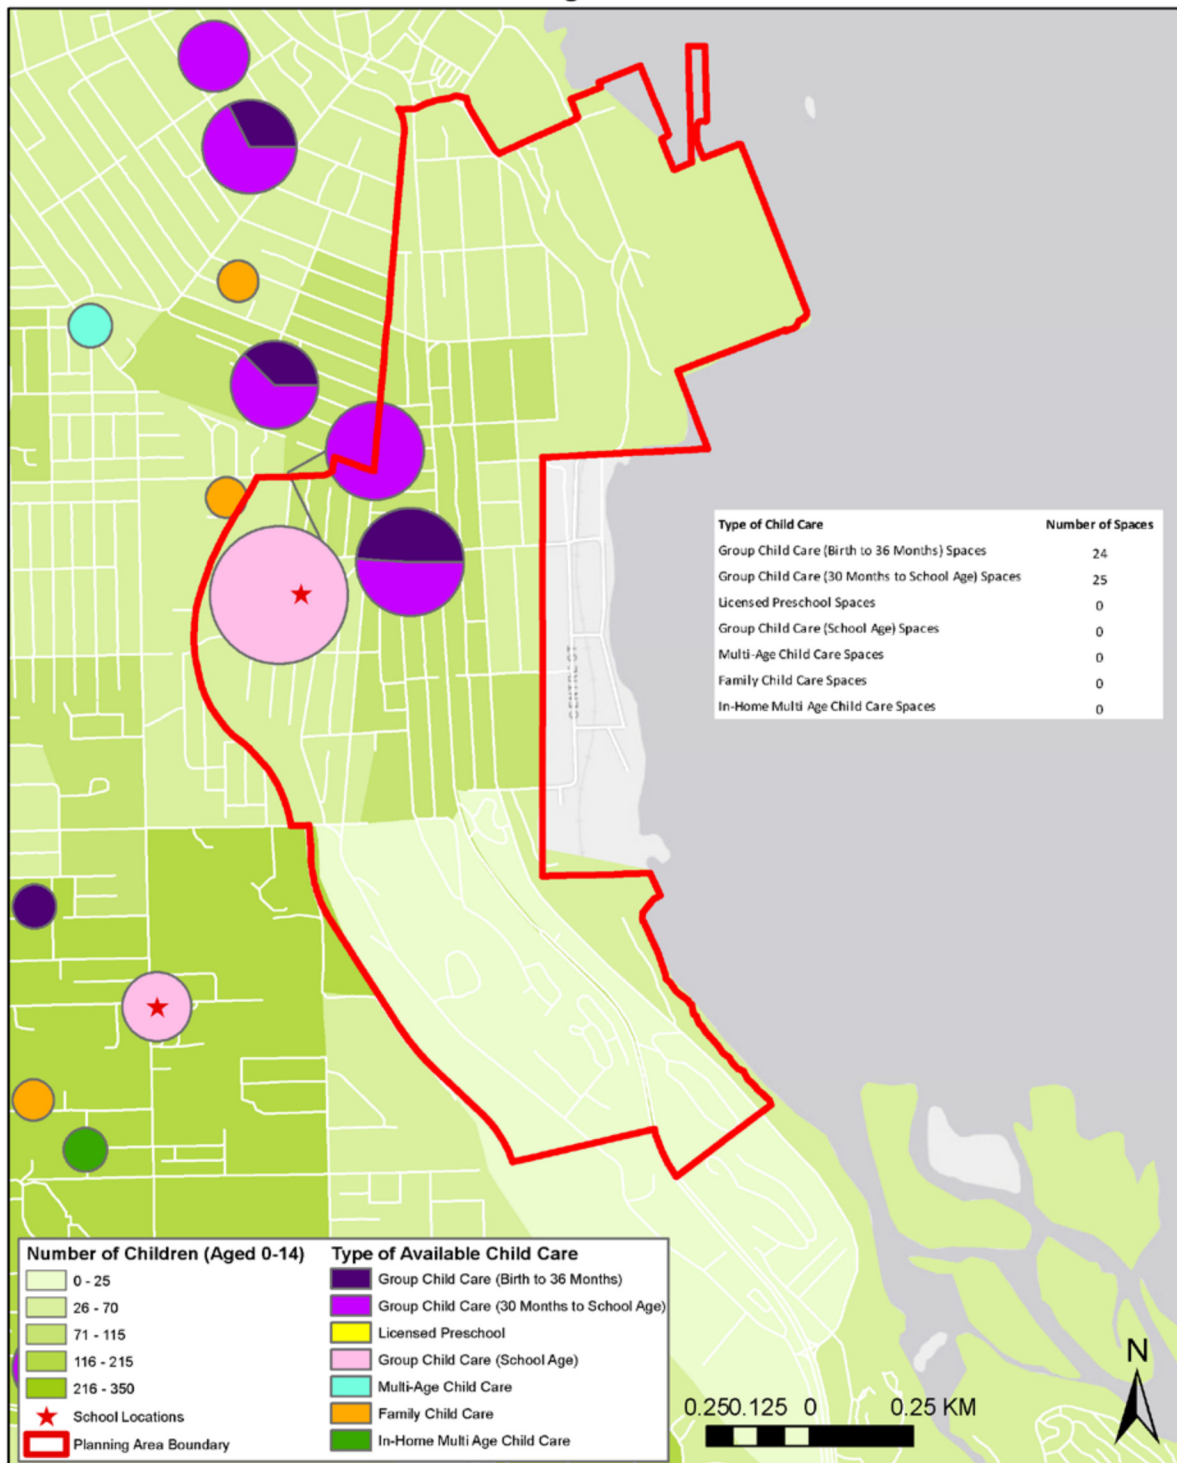 Type of Child Care Number of Spaces
Group Child Care (Birth to 36 Months) Spaces 24
Group Child Care (30 Months to School Age) Spaces 25
Licensed Preschool Spaces 0
Group Child Care (School Age) Spaces 0
Multi-Age Child Care Spaces 0
Family Child Care Spaces 0
In-Home Multi Age Child Care Spaces 0
Number of Children (Aged 0-14)
0 - 25
26 - 70
71 - 115
116 - 215
216 - 350
School Locations
Planning Area Boundary
Type of Available Child Care
Group Child Care (Birth to 36 Months)
Group Child Care (30 Months to School Age)
Licensed Preschool
Group Child Care (School Age)
Multi-Age Child Care
Family Child Care
In-Home Multi Age Child Care
0.250.125 0 0.25 KM
N